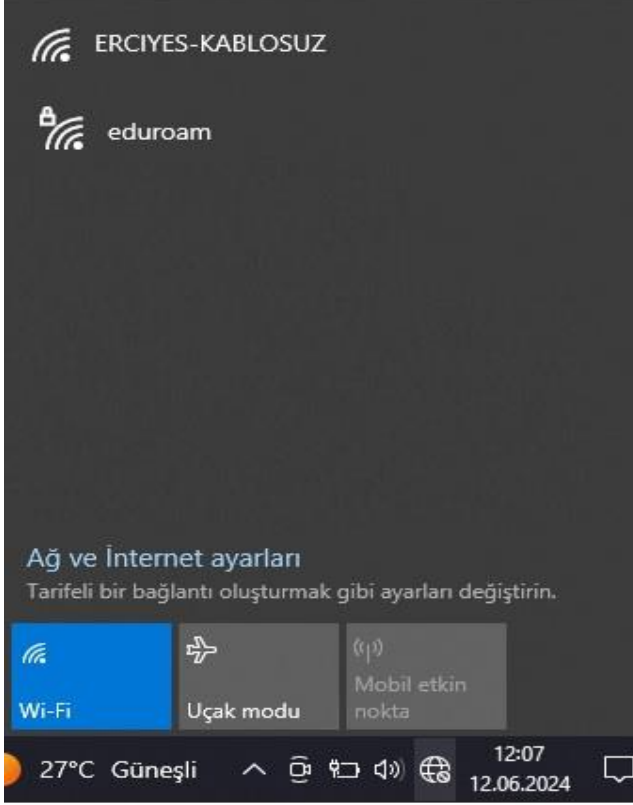 ERCIYES-KABLOSUZ
eduroam
Ağ ve İnternet ayarları
Tarifeli bir bağlantı oluşturmak gibi ayarları değiştirin.
Wi-Fi
Uçak modu
Mobil etkin
nokta
27°C Güneşli
12:07
12.06.2024